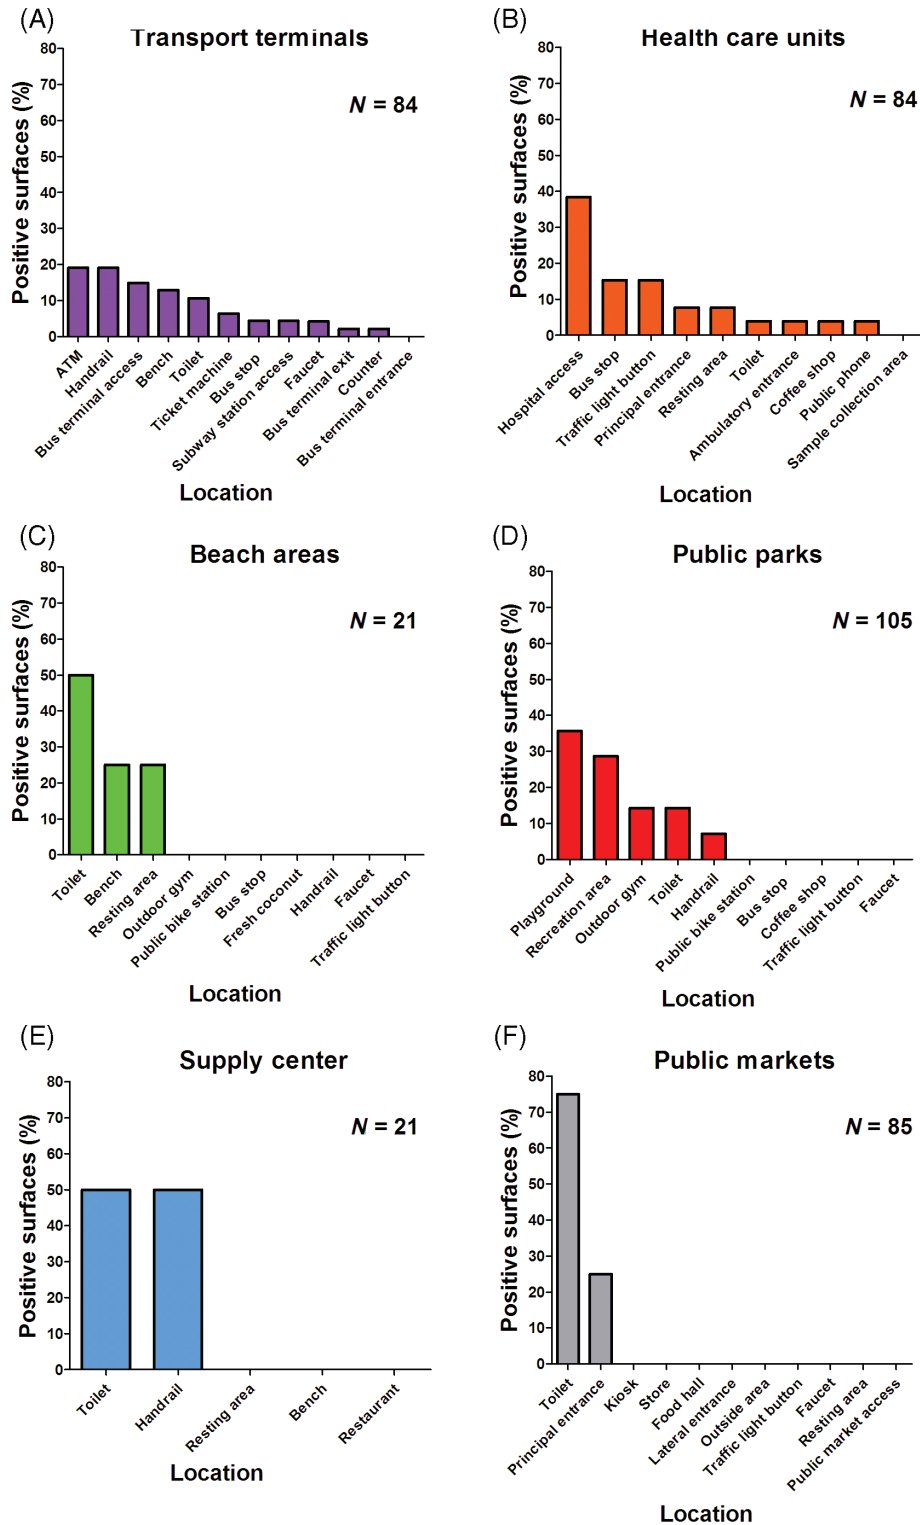 (A)
Transport terminals
N = 84
Positive surfaces (%)
80
70
60
50
40
30
20
10
0
ATM
Handrail
Bus terminal access
Bench
Toilet
Ticket machine
Bus stop
Subway station access
Faucet
Bus terminal exit
Counter
Bus terminal entrance
Location
(B)
Health care units
N = 84
Positive surfaces (%)
80
70
60
50
40
30
20
10
0
Hospital access
Bus stop
Traffic light button
Principal entrance
Resting area
Toilet
Ambulatory entrance
Coffee shop
Public phone
Sample collection area
Location
(C)
Beach areas
N = 21
Positive surfaces (%)
80
70
60
50
40
30
20
10
0
Toilet
Bench
Resting area
Outdoor gym
Public bike station
Bus stop
Fresh coconut
Handrail
Faucet
Traffic light button
Location
(D)
Public parks
N = 105
Positive surfaces (%)
80
70
60
50
40
30
20
10
0
Playground
Recreation area
Outdoor gym
Toilet
Handrail
Public bike station
Bus stop
Coffee shop
Traffic light button
Faucet
Location
(E)
Supply center
N = 21
Positive surfaces (%)
80
70
60
50
40
30
20
10
0
Toilet
Handrail
Resting area
Bench
Restaurant
Location
(F)
Public markets
N = 85
Positive surfaces (%)
80
70
60
50
40
30
20
10
0
Toilet
Principal entrance
Kiosk
Store
Food hall
Lateral entrance
Outside area
Traffic light button
Faucet
Resting area
Public market access
Location